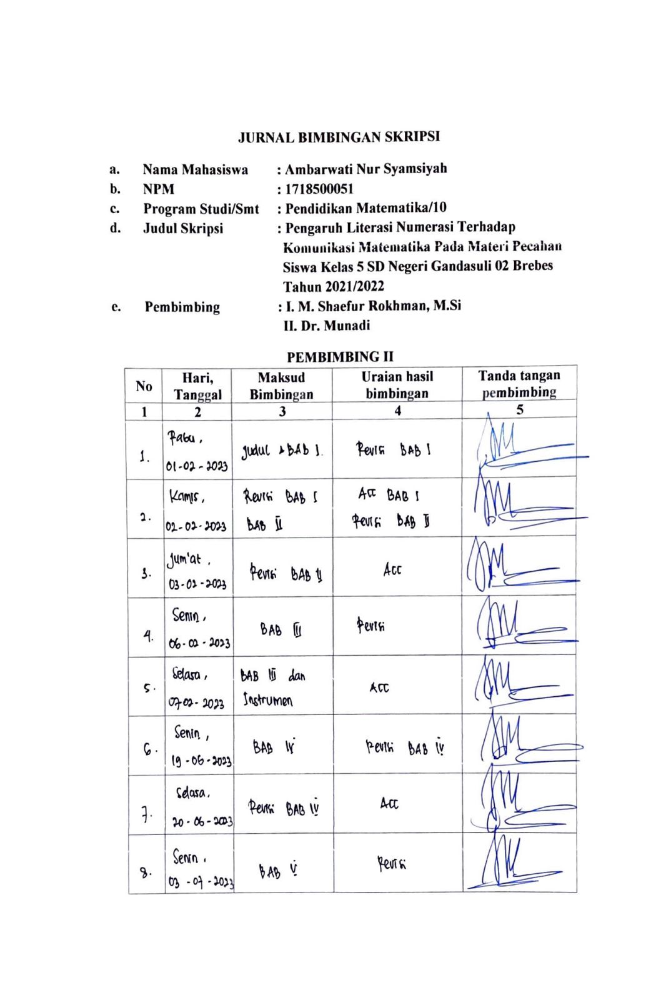 JURNAL BIMBINGAN SKRIPSI
a. Nama Mahasiswa : Ambarwati Nur Syamsiyah
b. NPM : 1718500051
c. Program Studi/Smt : Pendidikan Matematika/10
d. Judul Skripsi : Pengaruh Literasi Numerasi Terhadap
Komunikasi Matematika Pada Materi Pecahan
Siswa Kelas 5 SD Negeri Gandasuli 02 Brebes
Tahun 2021/2022
e. Pembimbing : I. M. Shaefur Rokhman, M.Si
II. Dr. Munadi
PEMBIMBING II
No Hari, Tanggal Maksud Bimbingan Uraian hasil bimbingan Tanda tangan pembimbing
1 2 3 4 5
1. Rabu, 01-02-2023 Judul & BAB I. Revisi BAB I
2. Kamis, 02-02-2023 Revisi BAB I BAB II Acc BAB I Revisi BAB II
3. Jum'at, 03-02-2023 Revisi BAB II Acc
4. Senin, 06-02-2023 BAB III Revisi
5. Selasa, 0702-2023 BAB III dan Instrumen Acc
6. Senin, 19-06-2023 BAB IV Revisi BAB IV
7. Selasa, 20-06-2023 Revisi BAB IV Acc
8. Senin, 03-07-2023 BAB V Revisi